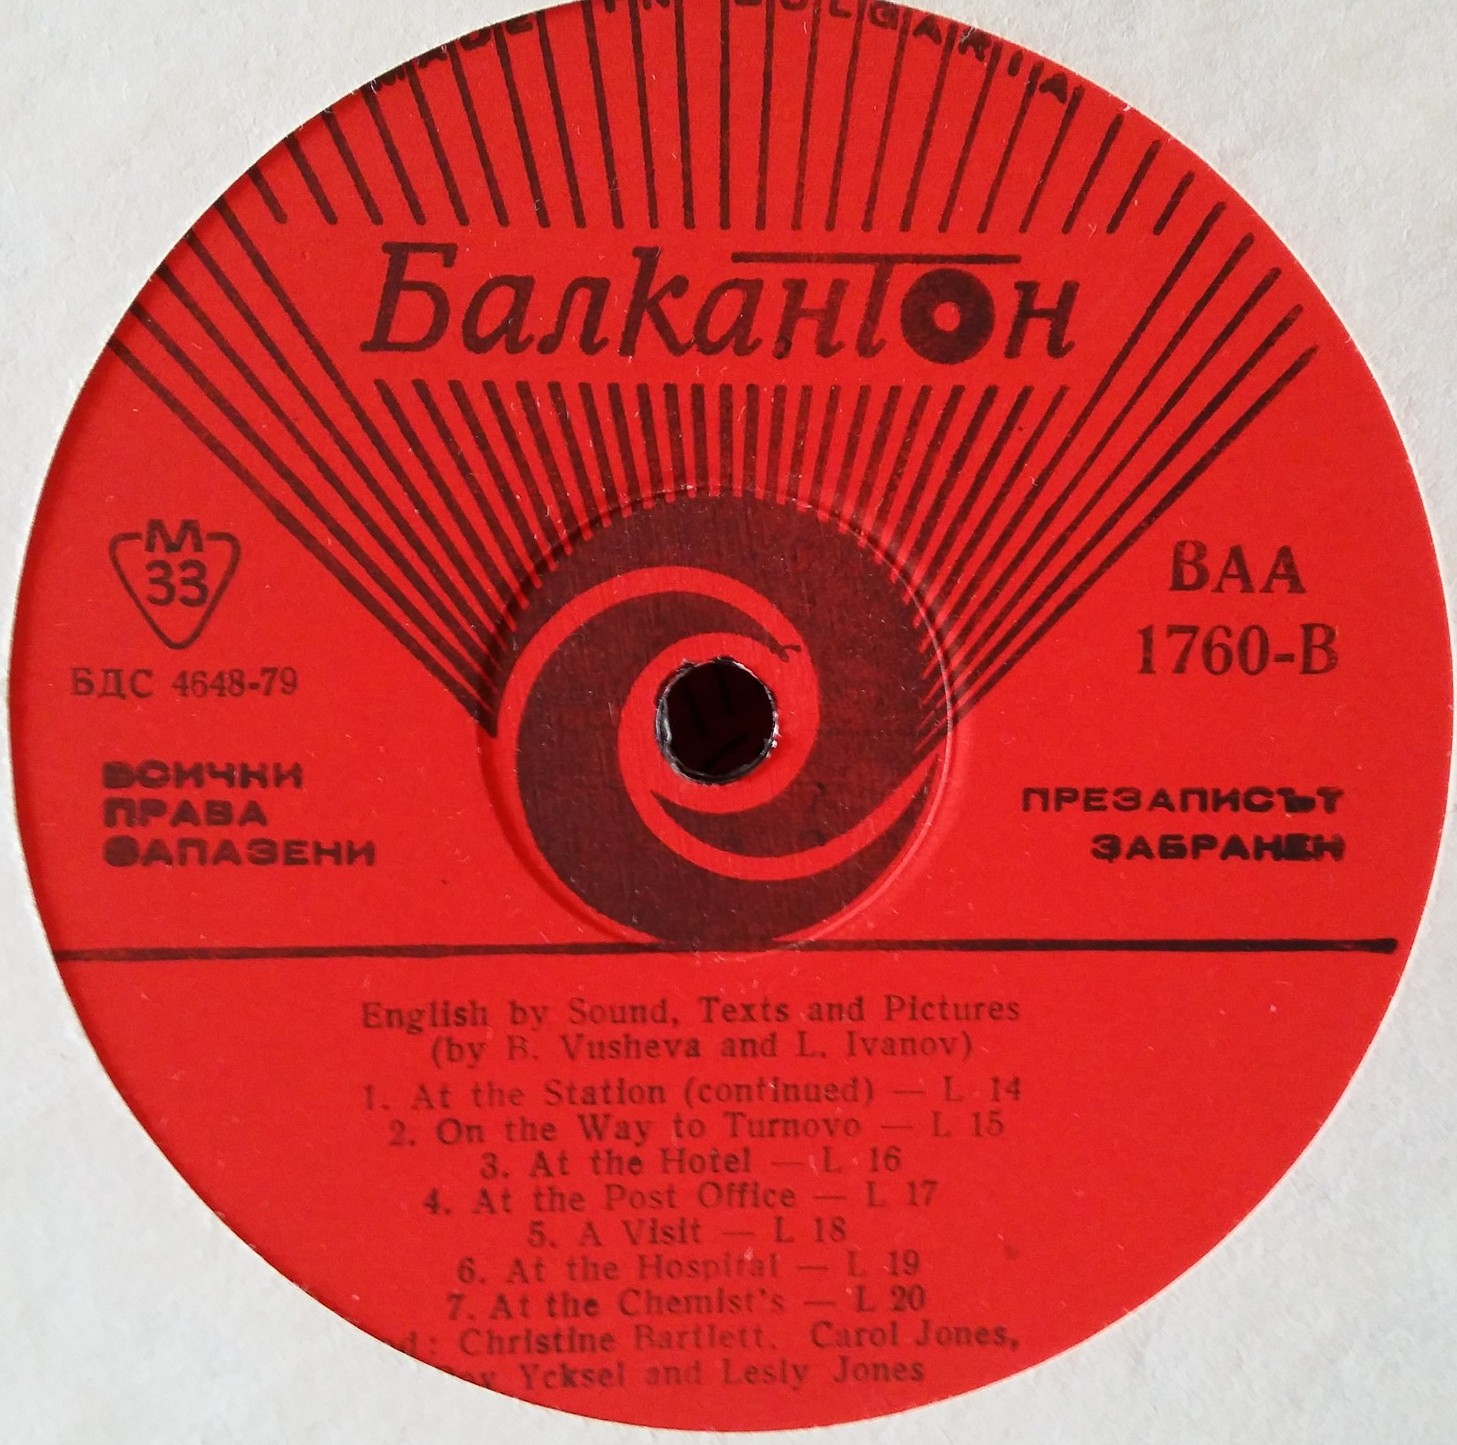 MADE IN BULGARIA
Балкантон
М
33
БДС 4648-79
ВСИЧКИ
ПРАВА
ЗАПАЗЕНИ
ВАА
1760-В
ПРЕЗАПИСЪТ
ЗАБРАНЕН
English by Sound, Texts and Pictures
(by B. Vusheva and L. Ivanov)
1. At the Station (continued) — L 14
2. On the Way to Turnovo — L 15
3. At the Hotel — L 16
4. At the Post Office — L 17
5. A Visit — L 18
6. At the Hospital — L 19
7. At the Chemist's — L 20
Christine Bartlett, Carol Jones,
Ycksel and Lesly Jones